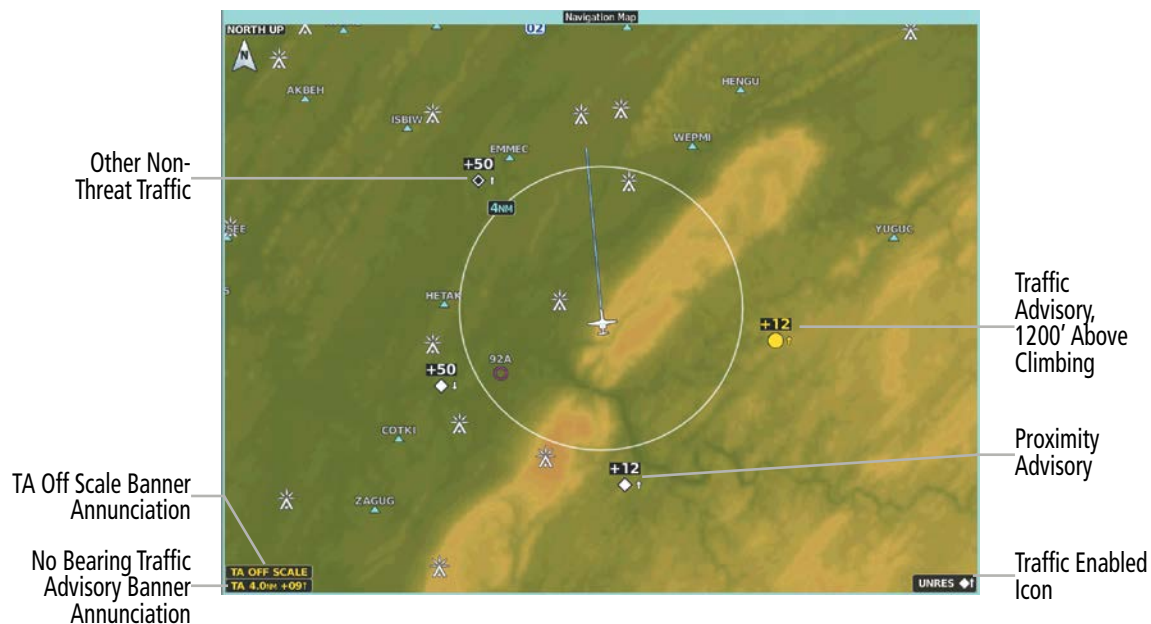 Navigation Map
NORTH UP
02
N
HENGU
AKBEH
ISBIW
WEPMI
EMMEC
Other Non-
Threat Traffic
+50
4NM
SEE
YUGUC
HETAK
Traffic
Advisory,
1200’ Above
Climbing
+12
92A
+50
COTKI
Proximity
Advisory
+12
TA Off Scale Banner
Annunciation
ZAGUG
No Bearing Traffic
Advisory Banner
Annunciation
TA OFF SCALE
TA 4.0NM +09↑
UNRES
Traffic Enabled
Icon